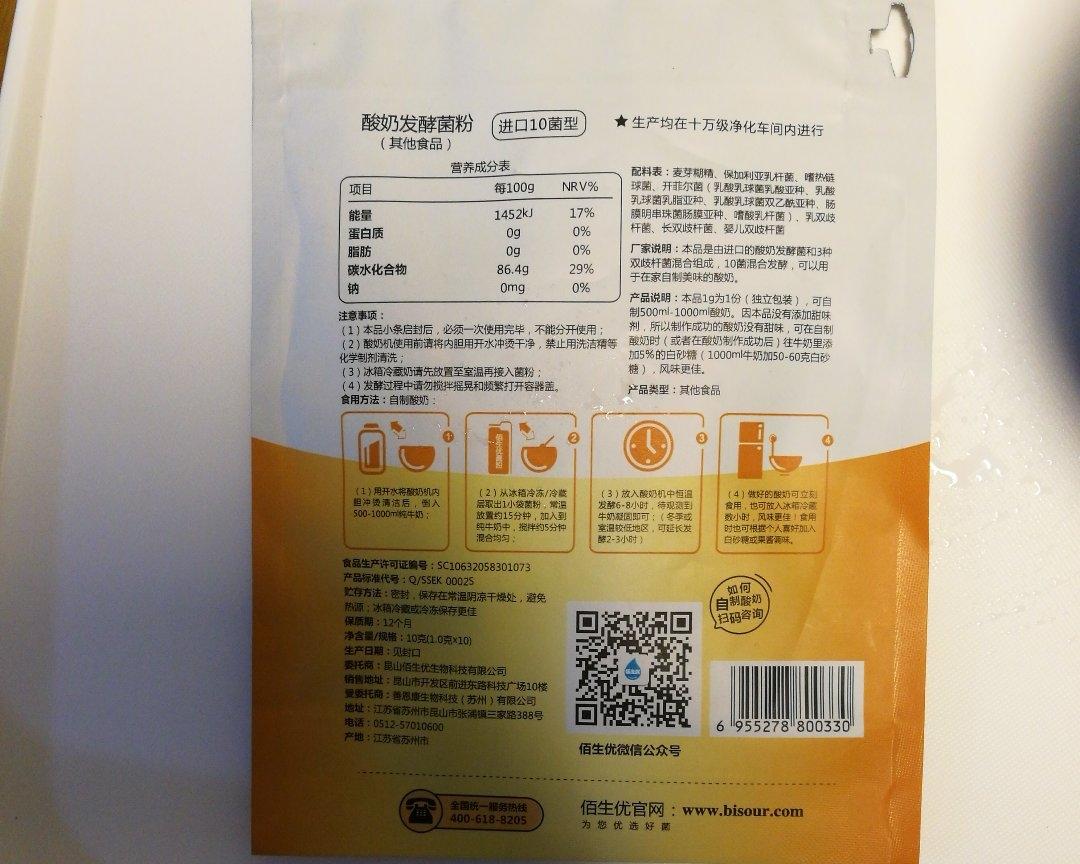 酸奶发酵菌粉 进口10菌型 ★生产均在十万级净化车间内进行
（其他食品）
营养成分表
项目 每100g NRV%
能量 1452kJ 17%
蛋白质 0g 0%
脂肪 0g 0%
碳水化合物 86.4g 29%
钠 0mg 0%
注意事项：
（1）本品小条启封后，必须一次使用完毕，不能分开使用；
（2）酸奶机使用前请将内胆用开水冲烫干净，禁止用洗洁精等
化学制剂清洗；
（3）冰箱冷藏奶请先放置至室温再接入菌粉；
（4）发酵过程中请勿搅拌摇晃和频繁打开容器盖。
食用方法：自制酸奶：
配料表：麦芽糊精、保加利亚乳杆菌、嗜热链
球菌、开菲尔菌（乳酸乳球菌乳酸亚种、乳酸
乳球菌乳脂亚种、乳酸乳球菌双乙酰亚种、肠
膜明串珠菌肠膜亚种、嗜酸乳杆菌）、乳双歧
杆菌、长双歧杆菌、婴儿双歧杆菌
厂家说明：本品是由进口的酸奶发酵菌和3种
双歧杆菌混合组成，10菌混合发酵，可以用
于在家自制美味的酸奶。
产品说明：本品1g为1份（独立包装），可自
制500ml-1000ml酸奶。因本品没有添加甜味
剂，所以制作成功的酸奶没有甜味，可在自制
酸奶时（或者在酸奶制作成功后）往牛奶里添
加5%的白砂糖（1000ml牛奶加50-60克白砂
糖），风味更佳。
产品类型：其他食品
1
（1）用开水将酸奶机内
胆冲烫清洁后，倒入
500-1000ml纯牛奶；
2
佰生优菌粉
（2）从冰箱冷冻/冷藏
层取出1小袋菌粉，常温
放置约15分钟，加入到
纯牛奶中，搅拌约5分钟
混合均匀；
3
（3）放入酸奶机中恒温
发酵6-8小时，待观测到
牛奶凝固即可；（冬季或
室温较低地区，可延长发
酵2-3小时）
4
（4）做好的酸奶可立刻
食用，也可放入冰箱冷藏
数小时，风味更佳！食用
时也可根据个人喜好加入
白砂糖或果酱调味。
食品生产许可证编号：SC10632058301073
产品标准代号：Q/SSEK 0002S
贮存方法：密封，保存在常温阴凉干燥处，避免
热源；冰箱冷藏或冷冻保存更佳
保质期：12个月
净含量/规格：10克(1.0克×10)
生产日期：见封口
委托商：昆山佰生优生物科技有限公司
销售地址：昆山市开发区前进东路科技广场10楼
受委托商：善恩康生物科技（苏州）有限公司
地址：江苏省苏州市昆山市张浦镇三家路388号
电话：0512-57010600
产地：江苏省苏州市
如何
自制酸奶
扫码咨询
佰生优
佰生优微信公众号
6 955278 800330
全国统一服务热线
400-618-8205
佰生优官网：www.bisour.com
为您优选好菌